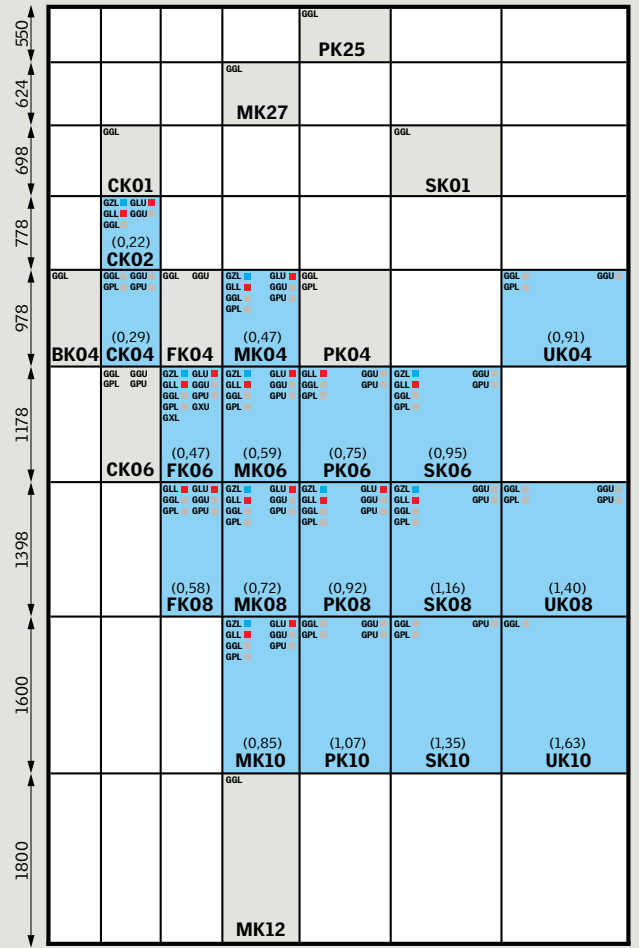 550
GGL
PK25
624
GGL
MK27
698
GGL
CK01
GGL
SK01
778
GZL GLU
GLL GGU
GGL
(0,22)
CK02
978
GGL
BK04
GGL GGU
GPL GPU
(0,29)
CK04
GGL GGU
FK04
GZL GLU
GLL GGU
GGL GPU
GPL
(0,47)
MK04
GGL
GPL
PK04
GGL GGU
GPL
(0,91)
UK04
1178
GGL GGU
GPL GPU
CK06
GZL GLU
GLL GGU
GGL GPU
GPL GXU
GXL
(0,47)
FK06
GZL GLU
GLL GGU
GGL GPU
GPL
(0,59)
MK06
GLL GGU
GGL GPU
GPL
(0,75)
PK06
GZL GGU
GLL GPU
GGL
GPL
(0,95)
SK06
1398
GLL GLU
GGL GGU
GPL GPU
(0,58)
FK08
GZL GLU
GLL GGU
GGL GPU
GPL
(0,72)
MK08
GZL GLU
GLL GGU
GGL GPU
GPL
(0,92)
PK08
GZL GGU
GLL GPU
GGL
GPL
(1,16)
SK08
GGL GGU
GPL GPU
(1,40)
UK08
1600
GZL GLU
GLL GGU
GGL GPU
GPL
(0,85)
MK10
GGL GGU
GPL GPU
(1,07)
PK10
GGL GPU
GPL
(1,35)
SK10
GGL
(1,63)
UK10
1800
GGL
MK12